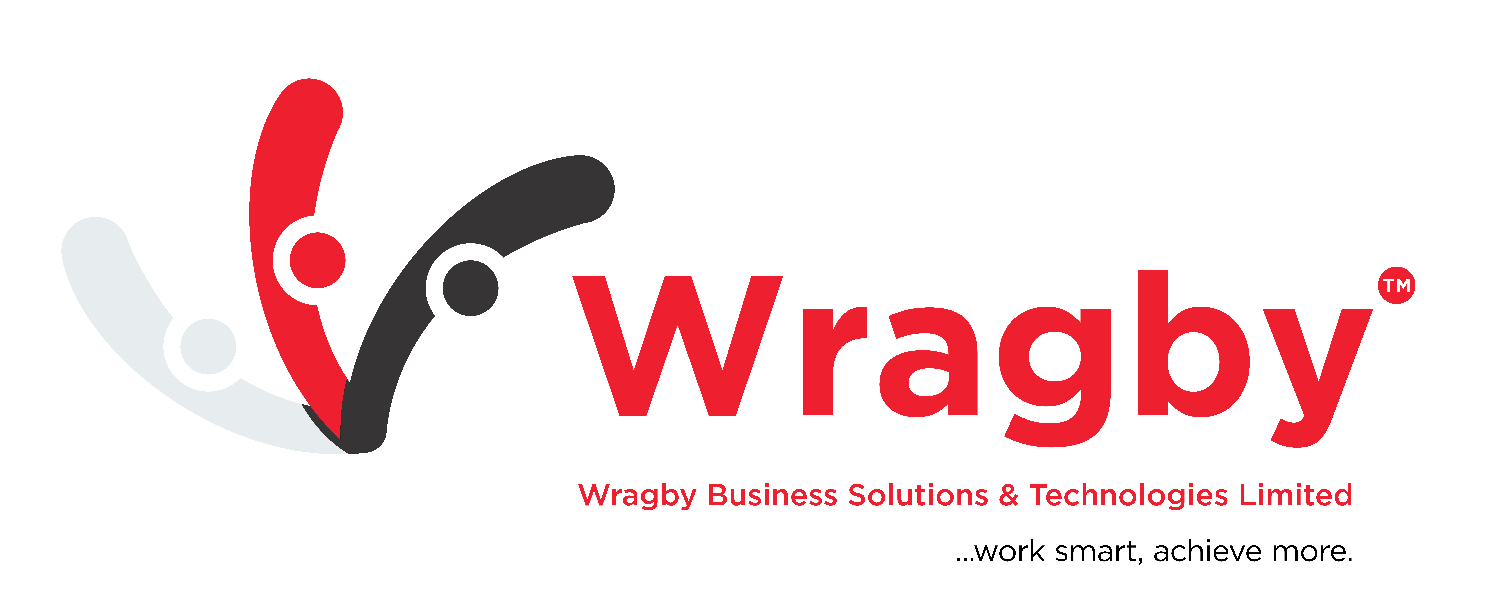 Wragby TM
Wragby Business Solutions & Technologies Limited
...work smart, achieve more.